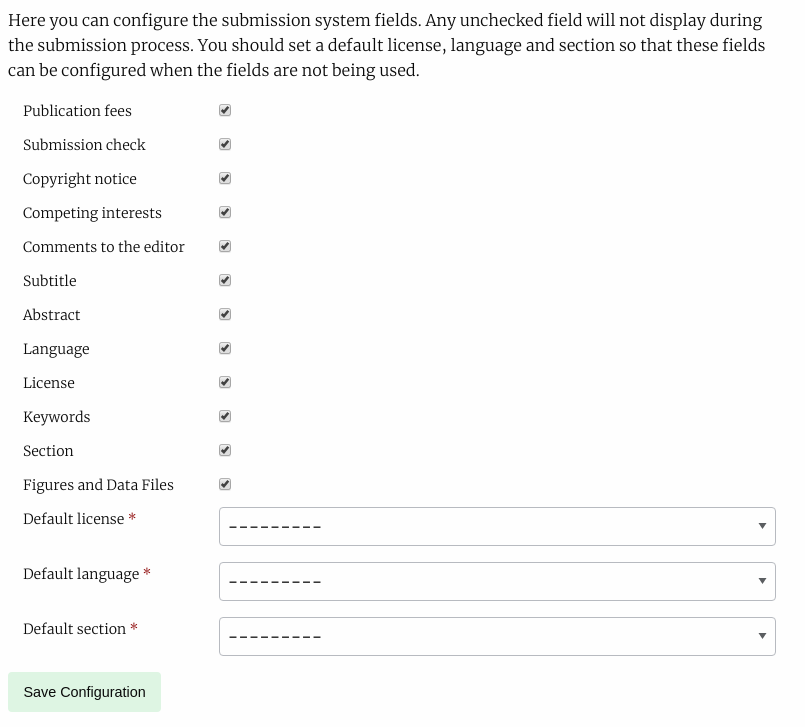 Here you can configure the submission system fields. Any unchecked field will not display during
the submission process. You should set a default license, language and section so that these fields
can be configured when the fields are not being used.
Publication fees
Submission check
Copyright notice
Competing interests
Comments to the editor
Subtitle
Abstract
Language
License
Keywords
Section
Figures and Data Files
Default license * ---------
Default language * ---------
Default section * ---------
Save Configuration